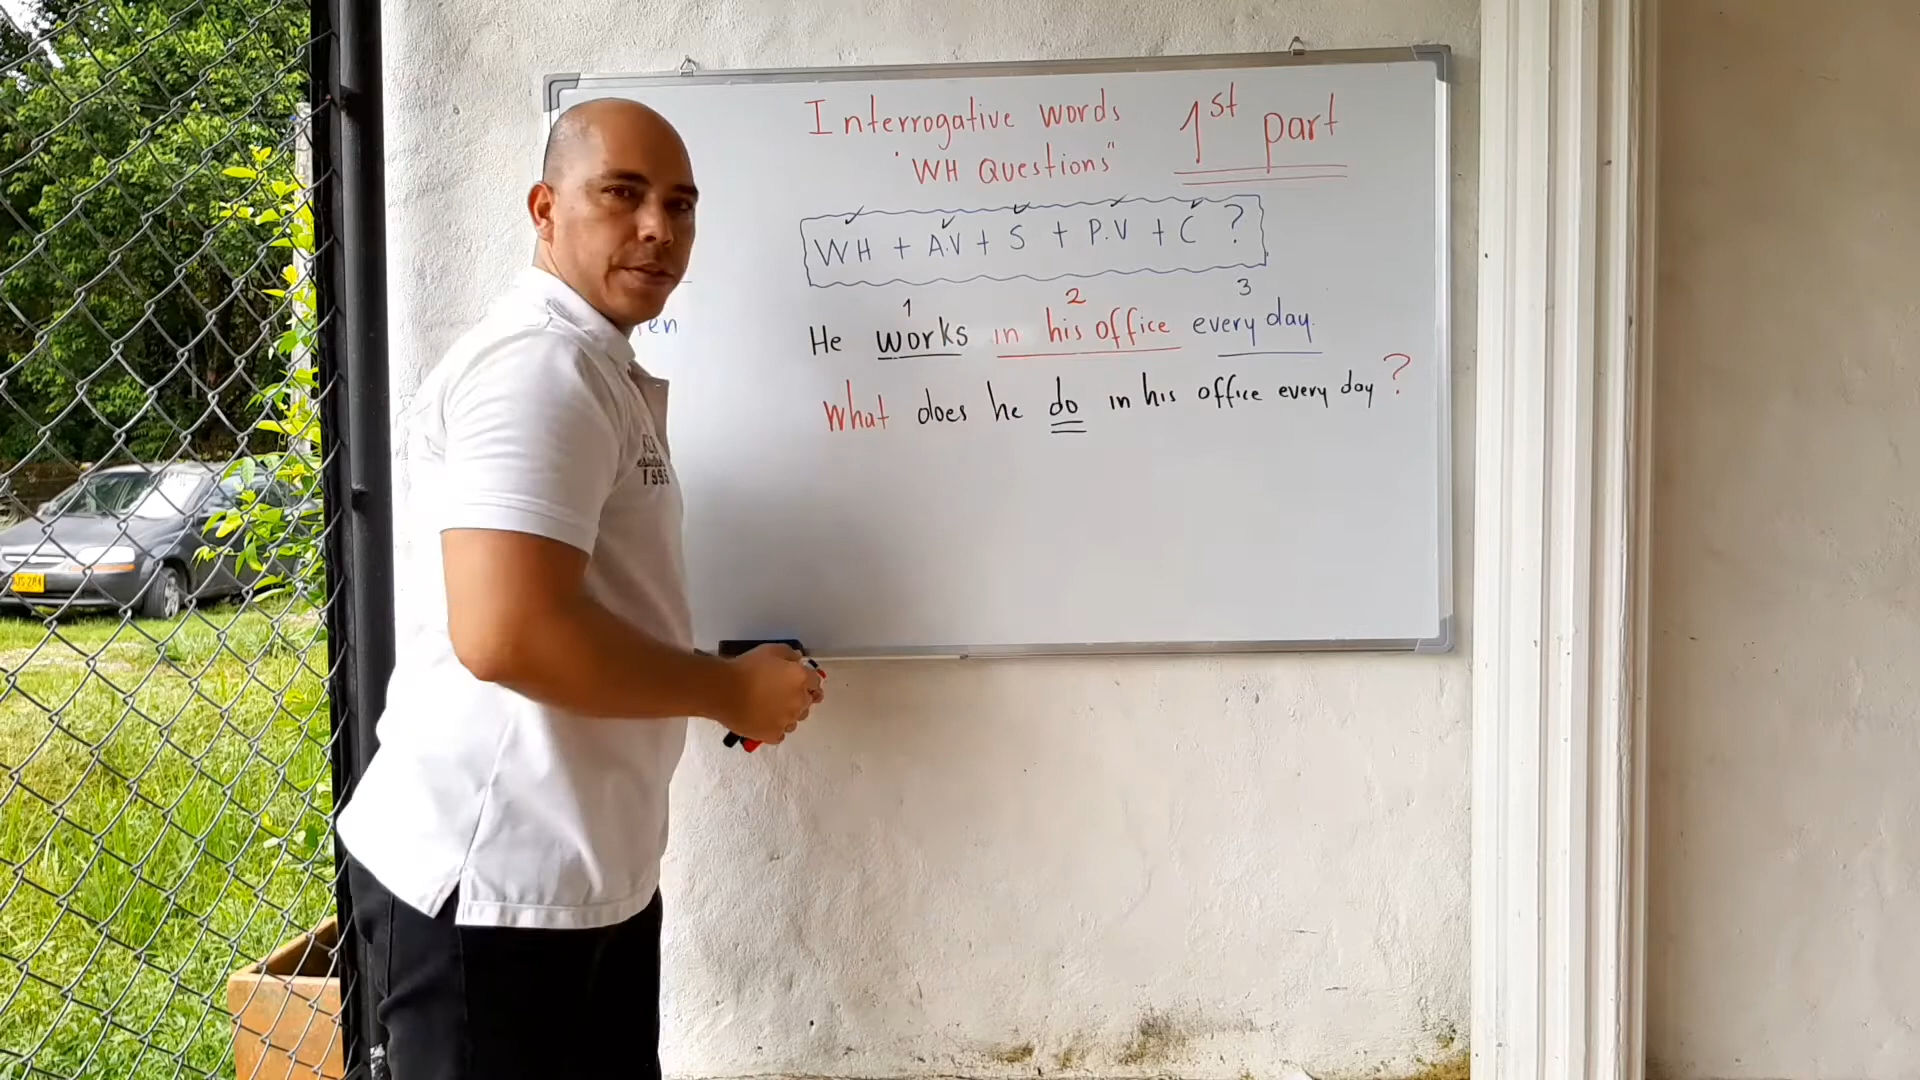 Interrogative words 1st part
"WH Questions"
WH + A.V + S + P.V + C ?
1 2 3
He works in his office every day.
What does he do in his office every day ?
1995